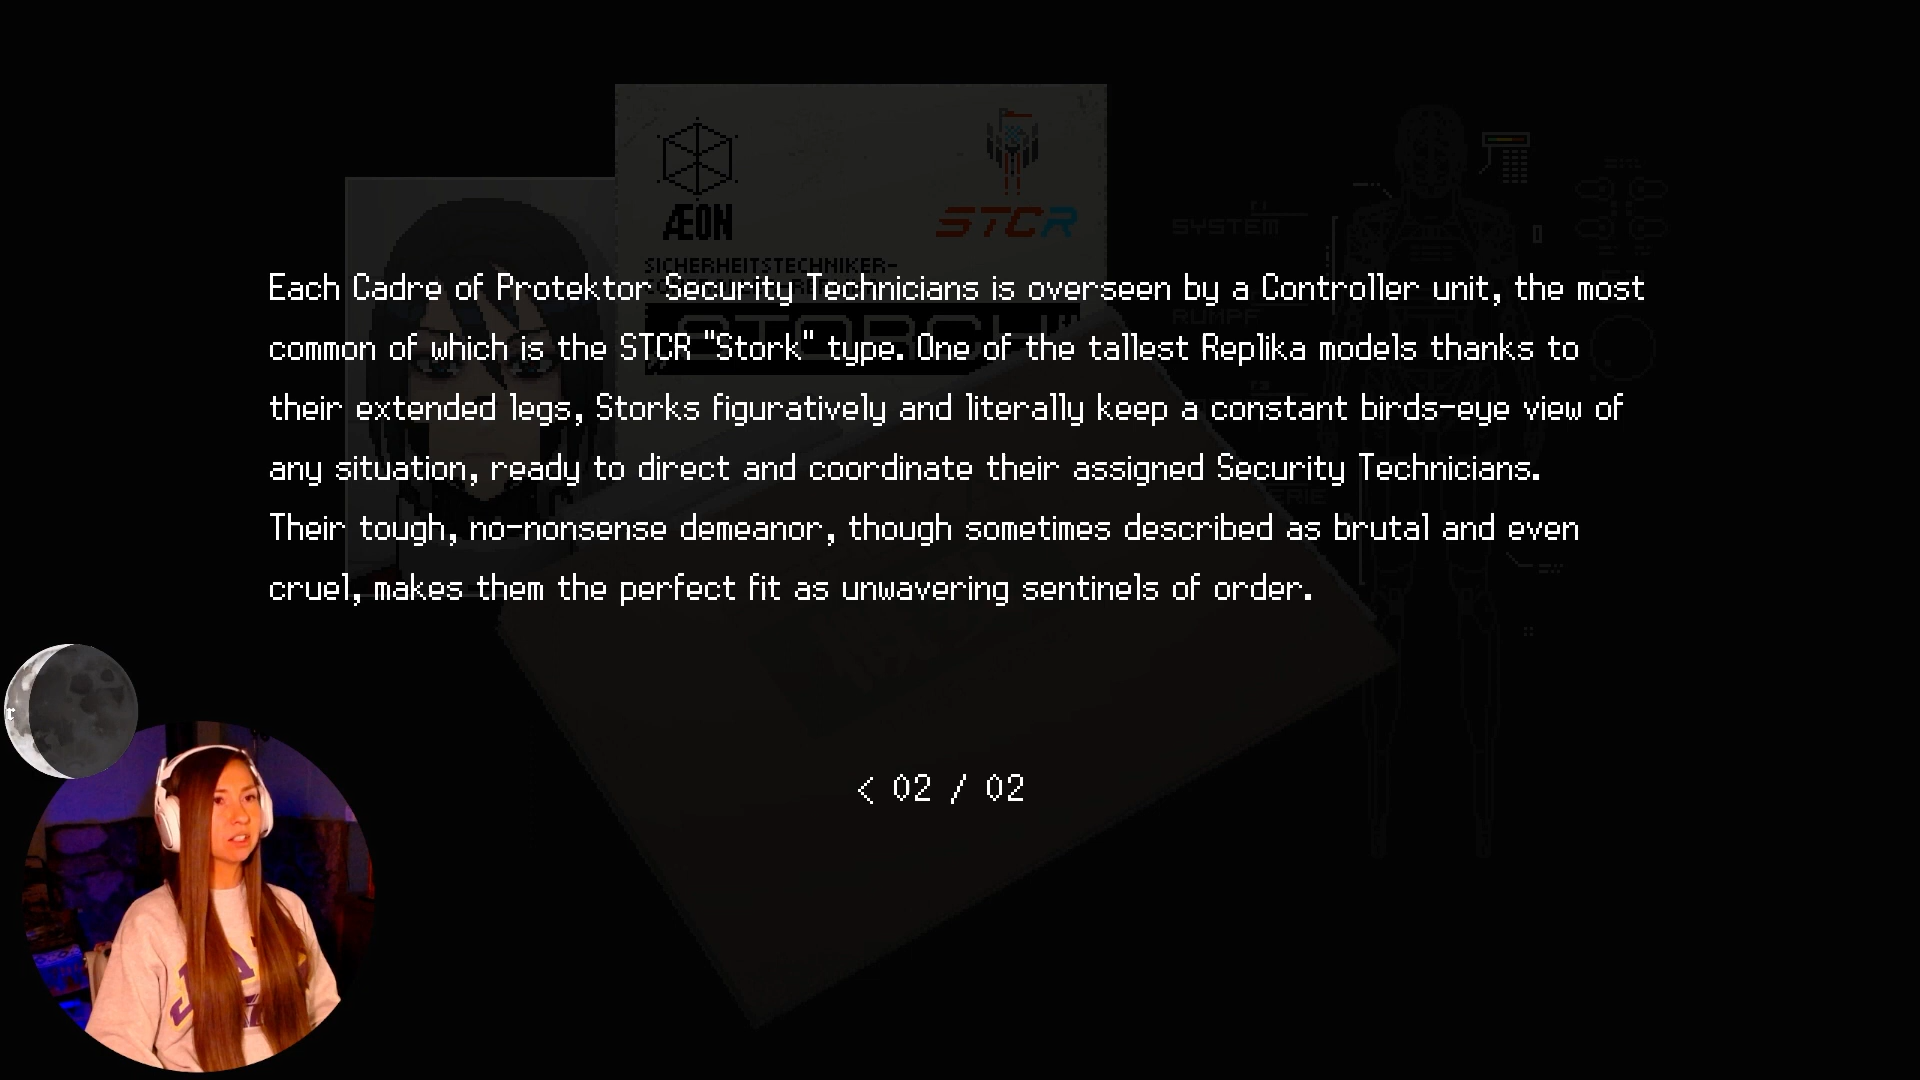 ÆON
STCR
SICHERHEITSTECHNIKER-
STORCH
SYSTEM
RUMPF
Each Cadre of Protektor Security Technicians is overseen by a Controller unit, the most
common of which is the STCR "Stork" type. One of the tallest Replika models thanks to
their extended legs, Storks figuratively and literally keep a constant birds-eye view of
any situation, ready to direct and coordinate their assigned Security Technicians.
Their tough, no-nonsense demeanor, though sometimes described as brutal and even
cruel, makes them the perfect fit as unwavering sentinels of order.
< 02 / 02
r